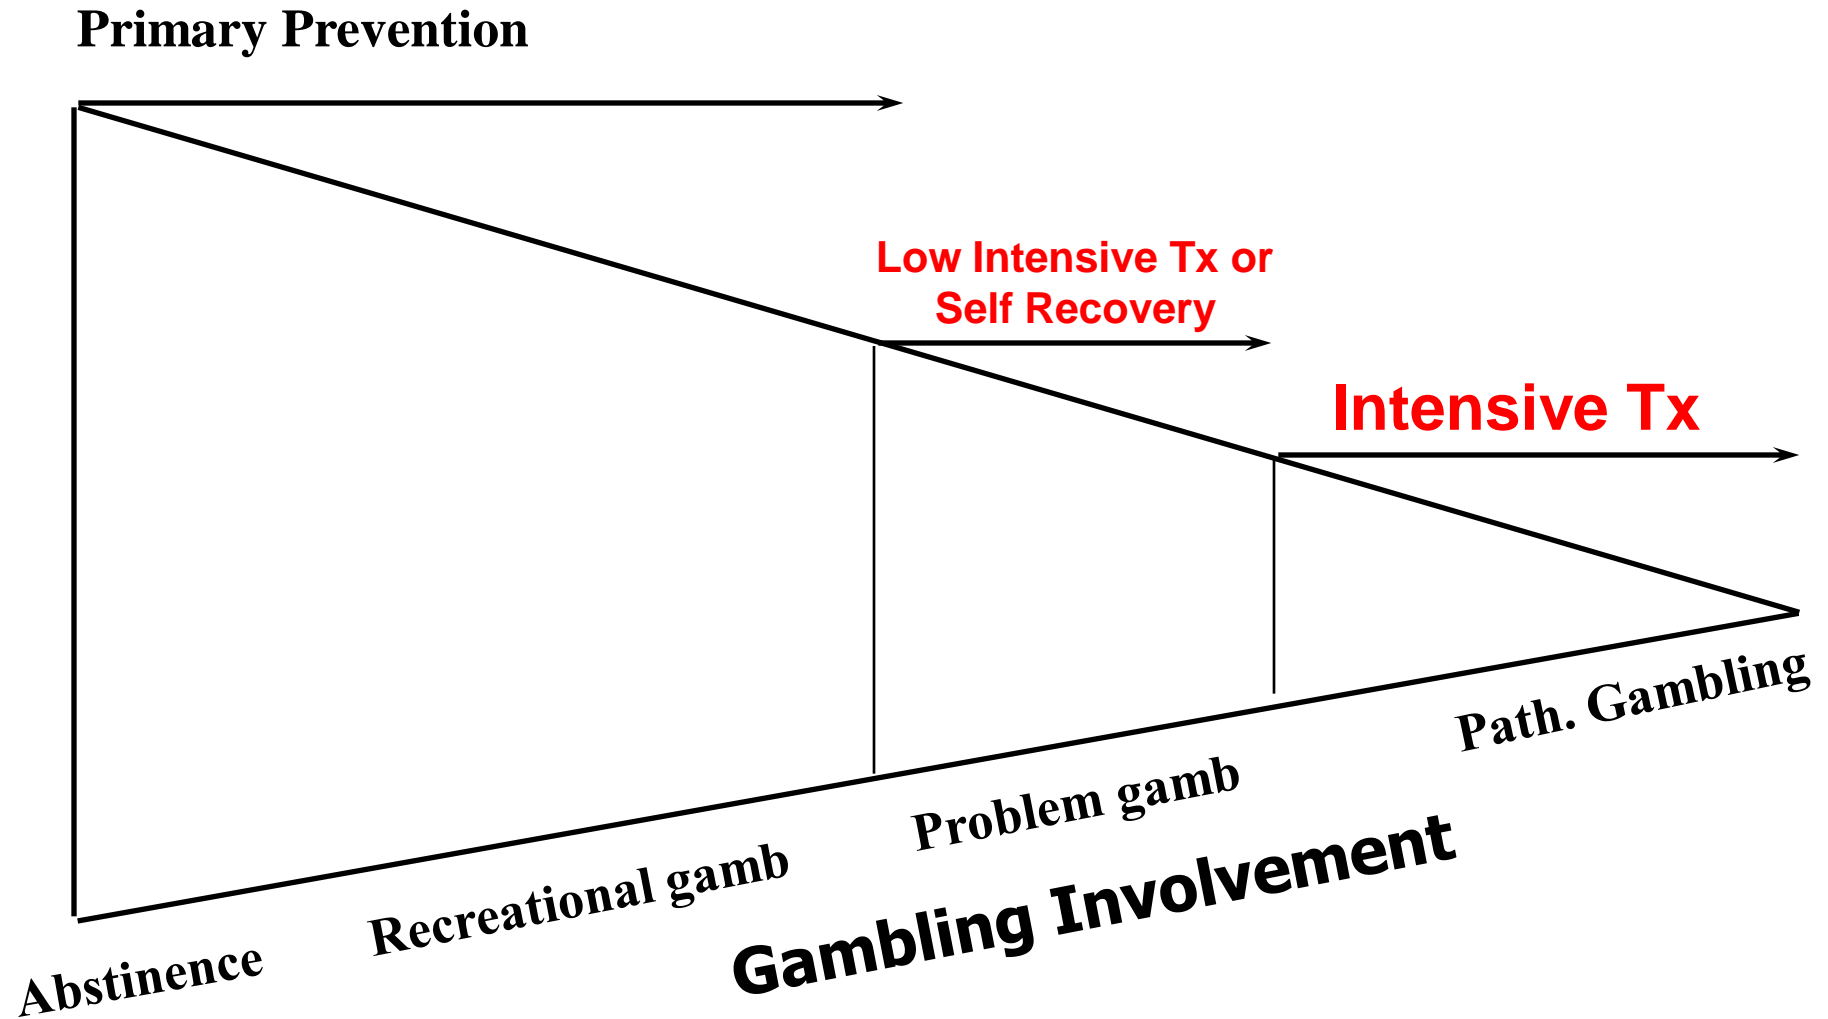 Primary Prevention
Low Intensive Tx or
Self Recovery
Intensive Tx
Path. Gambling
Problem gamb
Recreational gamb
Abstinence
Gambling Involvement